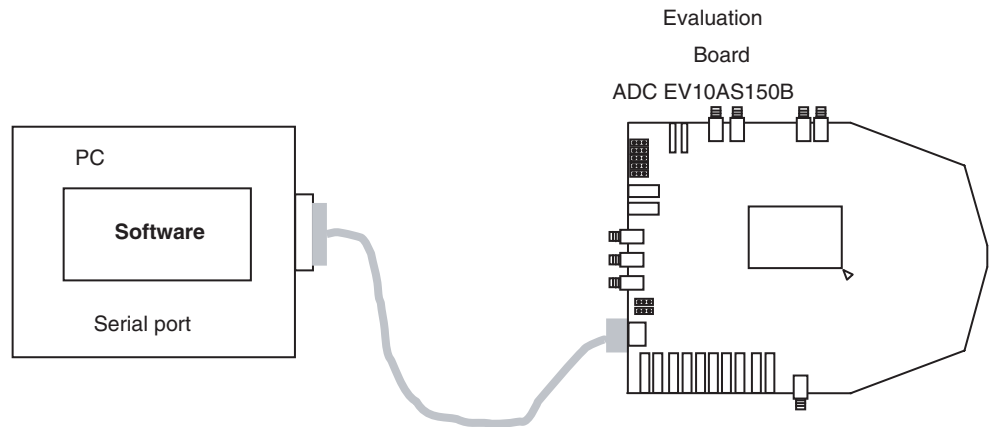 Evaluation
Board
ADC EV10AS150B
PC
Software
Serial port